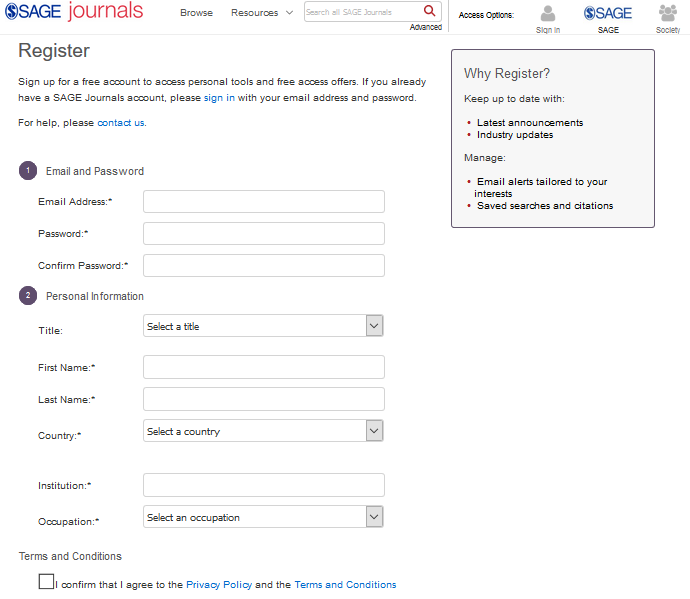 SAGE journals
Browse
Resources
Search all SAGE Journals
Advanced
Access Options:
Sign In
SAGE
SAGE
Society
Register
Sign up for a free account to access personal tools and free access offers. If you already
have a SAGE Journals account, please sign in with your email address and password.
For help, please contact us.
1 Email and Password
Email Address:*
Password:*
Confirm Password:*
2 Personal Information
Title: Select a title
First Name:*
Last Name:*
Country:* Select a country
Institution:*
Occupation:* Select an occupation
Terms and Conditions
I confirm that I agree to the Privacy Policy and the Terms and Conditions
Why Register?
Keep up to date with:
• Latest announcements
• Industry updates
Manage:
• Email alerts tailored to your
interests
• Saved searches and citations